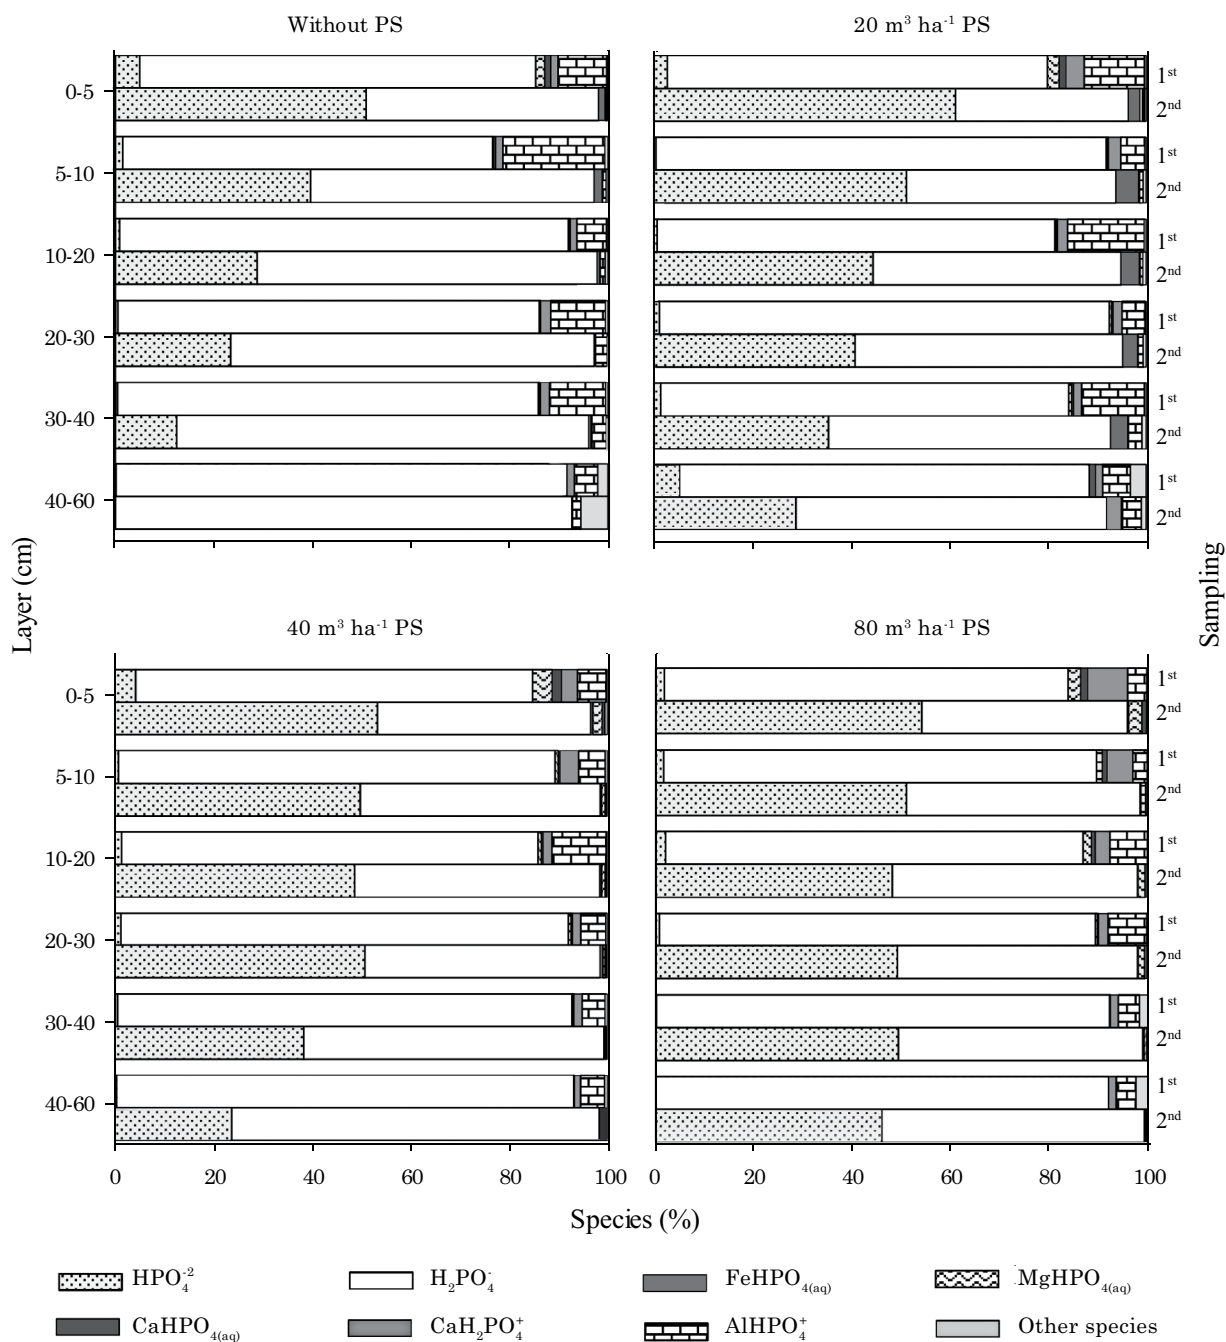 Without PS
20 m³ ha⁻¹ PS
0-5
5-10
10-20
20-30
30-40
40-60
1st
2nd
1st
2nd
1st
2nd
1st
2nd
1st
2nd
1st
2nd
Layer (cm)
Sampling
40 m³ ha⁻¹ PS
80 m³ ha⁻¹ PS
0-5
5-10
10-20
20-30
30-40
40-60
1st
2nd
1st
2nd
1st
2nd
1st
2nd
1st
2nd
1st
2nd
0 20 40 60 80 100 0 20 40 60 80 100
Species (%)
HPO₄⁻² H₂PO₄⁻ FeHPO₄₍aq₎ MgHPO₄₍aq₎
CaHPO₄₍aq₎ CaH₂PO₄⁺ AlHPO₄⁺ Other species